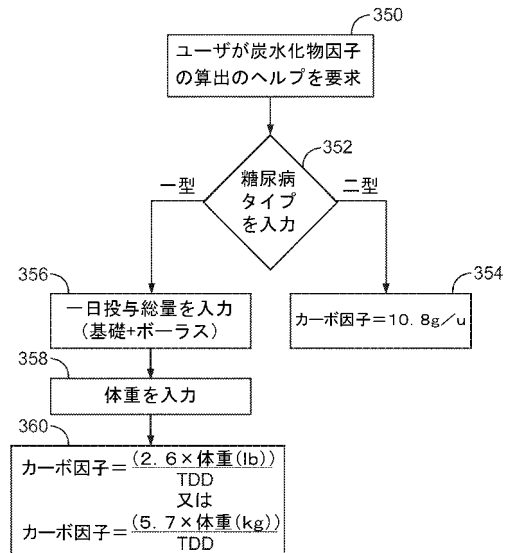 350
ユーザが炭水化物因子
の算出のヘルプを要求
352
糖尿病
タイプ
を入力
一型
二型
356
一日投与総量を入力
(基礎+ボーラス)
354
カーボ因子=10.8g/u
358
体重を入力
360
カーボ因子=(2.6×体重(lb))
TDD
又は
カーボ因子=(5.7×体重(kg))
TDD